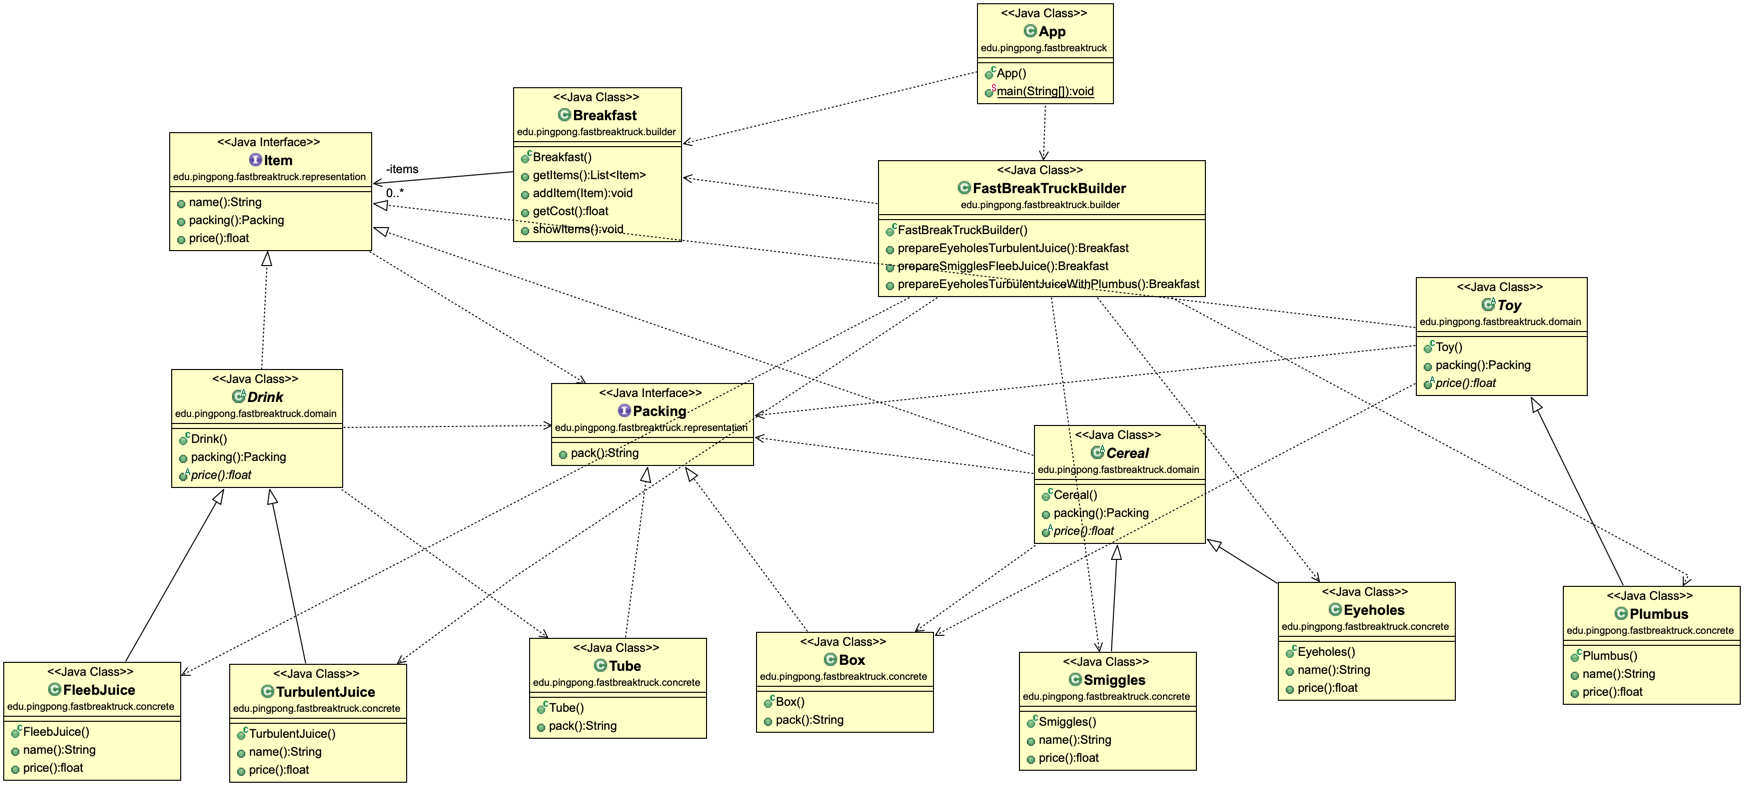 <<Java Class>>
App
edu.pingpong.fastbreaktruck
App()
main(String[]):void
<<Java Class>>
Breakfast
edu.pingpong.fastbreaktruck.builder
Breakfast()
getItems():List<Item>
addItem(Item):void
getCost():float
showItems():void
<<Java Interface>>
Item
edu.pingpong.fastbreaktruck.representation
name():String
packing():Packing
price():float
-items
0..*
<<Java Class>>
FastBreakTruckBuilder
edu.pingpong.fastbreaktruck.builder
FastBreakTruckBuilder()
prepareEyeholesTurbulentJuice():Breakfast
prepareSmigglesFleebJuice():Breakfast
prepareEyeholesTurbulentJuiceWithPlumbus():Breakfast
<<Java Class>>
Toy
edu.pingpong.fastbreaktruck.domain
Toy()
packing():Packing
price():float
<<Java Class>>
Drink
edu.pingpong.fastbreaktruck.domain
Drink()
packing():Packing
price():float
<<Java Interface>>
Packing
edu.pingpong.fastbreaktruck.representation
pack():String
<<Java Class>>
Cereal
edu.pingpong.fastbreaktruck.domain
Cereal()
packing():Packing
price():float
<<Java Class>>
FleebJuice
edu.pingpong.fastbreaktruck.concrete
FleebJuice()
name():String
price():float
<<Java Class>>
TurbulentJuice
edu.pingpong.fastbreaktruck.concrete
TurbulentJuice()
name():String
price():float
<<Java Class>>
Tube
edu.pingpong.fastbreaktruck.concrete
Tube()
pack():String
<<Java Class>>
Box
edu.pingpong.fastbreaktruck.concrete
Box()
pack():String
<<Java Class>>
Smiggles
edu.pingpong.fastbreaktruck.concrete
Smiggles()
name():String
price():float
<<Java Class>>
Eyeholes
edu.pingpong.fastbreaktruck.concrete
Eyeholes()
name():String
price():float
<<Java Class>>
Plumbus
edu.pingpong.fastbreaktruck.concrete
Plumbus()
name():String
price():float